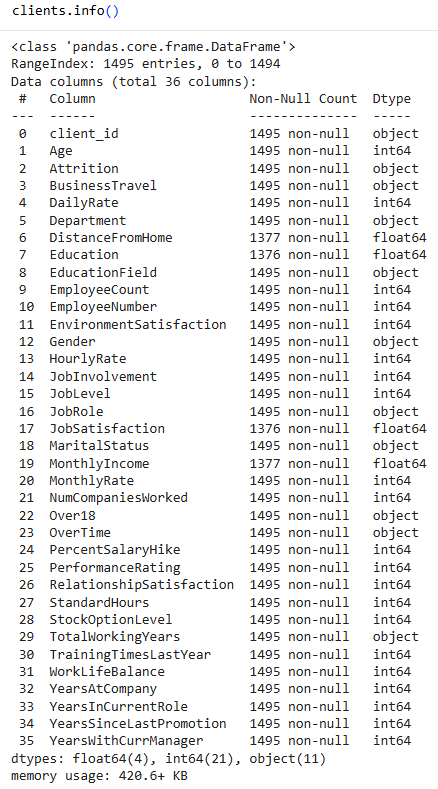 clients.info()
<class 'pandas.core.frame.DataFrame'>
RangeIndex: 1495 entries, 0 to 1494
Data columns (total 36 columns):
 #   Column                    Non-Null Count  Dtype
---  ------                    --------------  -----
 0   client_id                 1495 non-null   object
 1   Age                       1495 non-null   int64
 2   Attrition                 1495 non-null   object
 3   BusinessTravel            1495 non-null   object
 4   DailyRate                 1495 non-null   int64
 5   Department                1495 non-null   object
 6   DistanceFromHome          1377 non-null   float64
 7   Education                 1376 non-null   float64
 8   EducationField            1495 non-null   object
 9   EmployeeCount             1495 non-null   int64
 10  EmployeeNumber            1495 non-null   int64
 11  EnvironmentSatisfaction   1495 non-null   int64
 12  Gender                    1495 non-null   object
 13  HourlyRate                1495 non-null   int64
 14  JobInvolvement            1495 non-null   int64
 15  JobLevel                  1495 non-null   int64
 16  JobRole                   1495 non-null   object
 17  JobSatisfaction           1376 non-null   float64
 18  MaritalStatus             1495 non-null   object
 19  MonthlyIncome             1377 non-null   float64
 20  MonthlyRate               1495 non-null   int64
 21  NumCompaniesWorked        1495 non-null   int64
 22  Over18                    1495 non-null   object
 23  OverTime                  1495 non-null   object
 24  PercentSalaryHike         1495 non-null   int64
 25  PerformanceRating         1495 non-null   int64
 26  RelationshipSatisfaction  1495 non-null   int64
 27  StandardHours             1495 non-null   int64
 28  StockOptionLevel          1495 non-null   int64
 29  TotalWorkingYears         1495 non-null   object
 30  TrainingTimesLastYear     1495 non-null   int64
 31  WorkLifeBalance           1495 non-null   int64
 32  YearsAtCompany            1495 non-null   int64
 33  YearsInCurrentRole        1495 non-null   int64
 34  YearsSinceLastPromotion   1495 non-null   int64
 35  YearsWithCurrManager      1495 non-null   int64
dtypes: float64(4), int64(21), object(11)
memory usage: 420.6+ KB